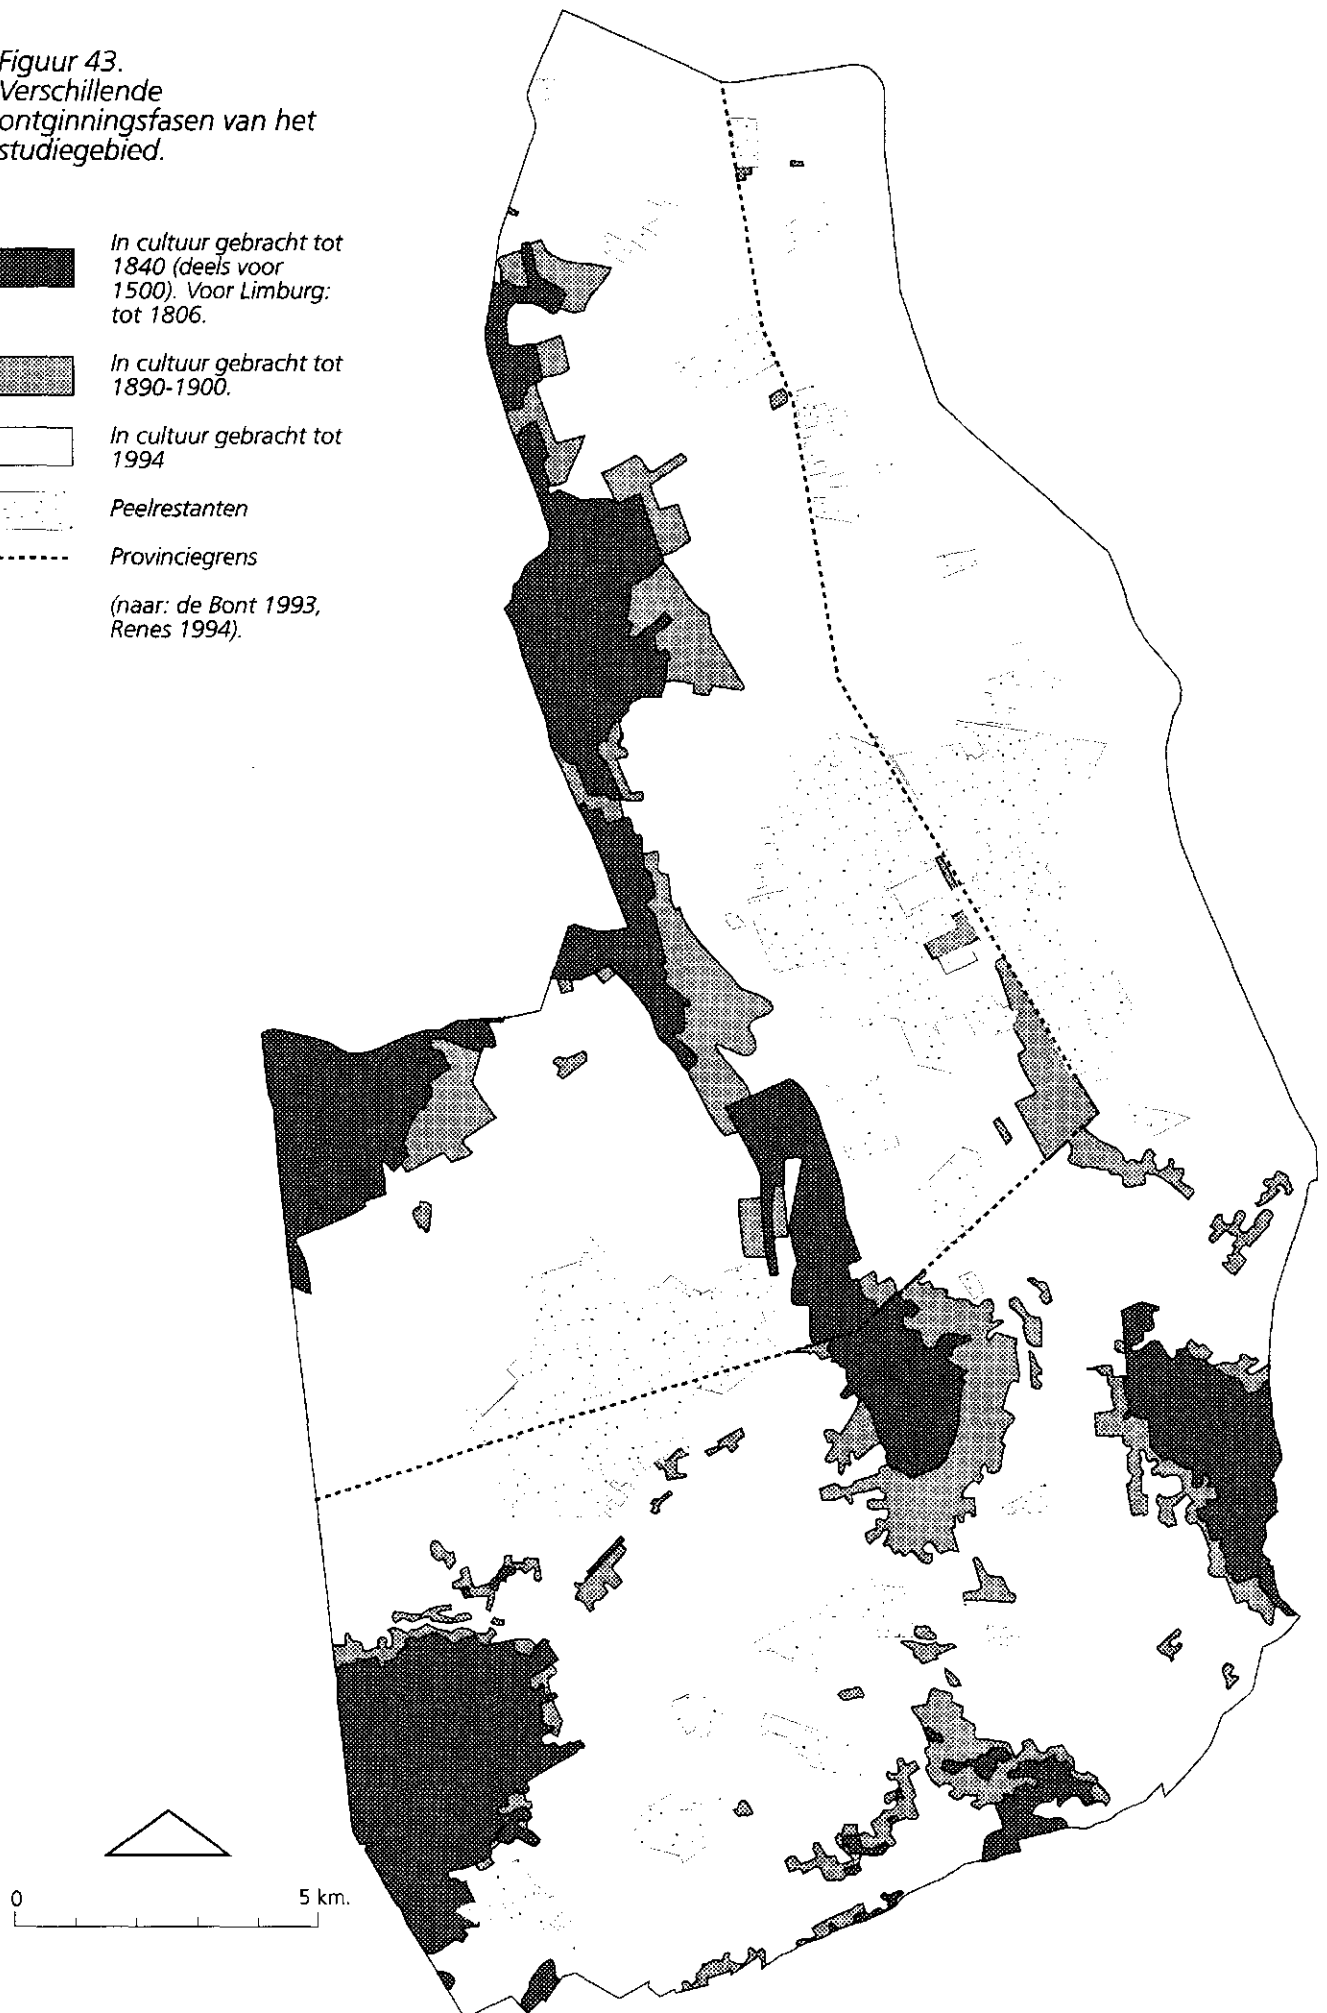 Figuur 43.
Verschillende
ontginningsfasen van het
studiegebied.
In cultuur gebracht tot
1840 (deels voor
1500). Voor Limburg:
tot 1806.
In cultuur gebracht tot
1890-1900.
In cultuur gebracht tot
1994
Peelrestanten
Provinciegrens
(naar: de Bont 1993,
Renes 1994).
0 5 km.